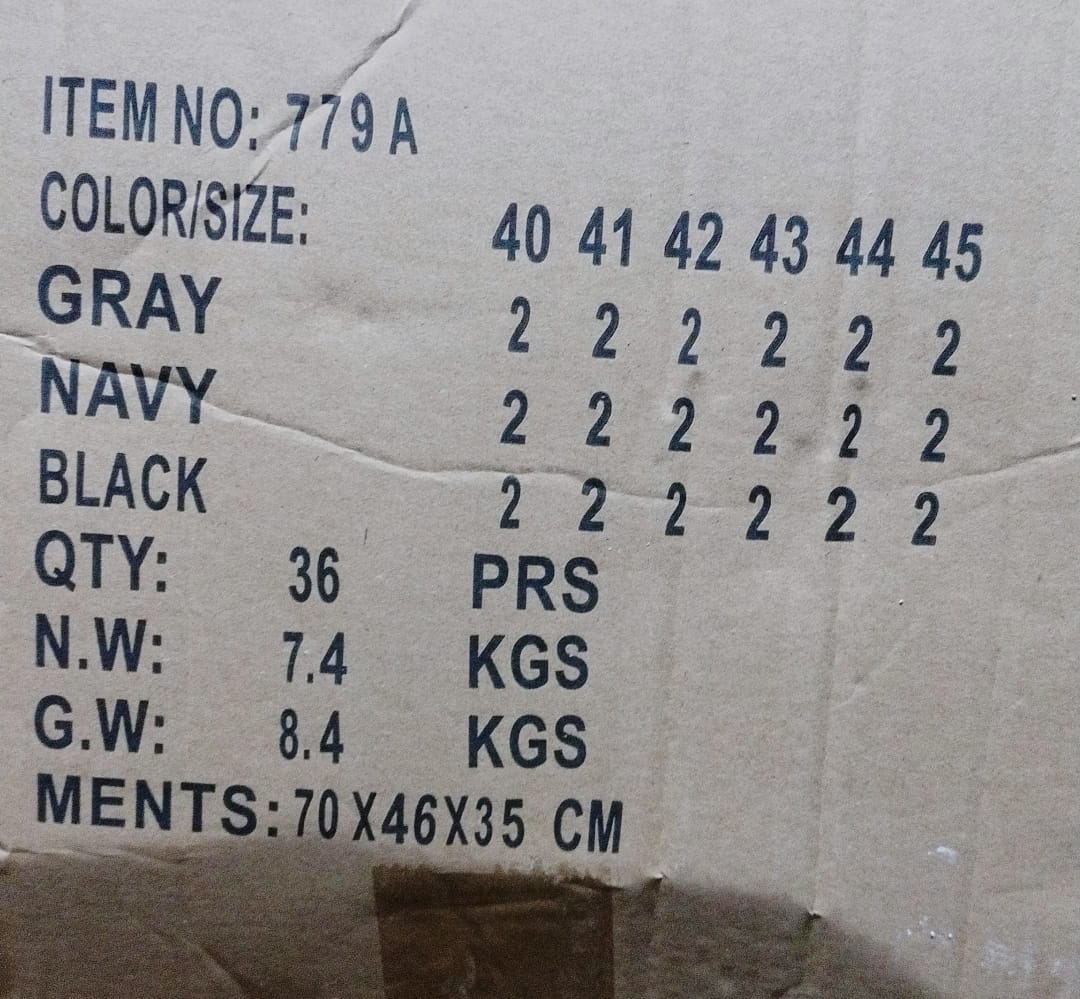 ITEM NO: 779 A
COLOR/SIZE: 40 41 42 43 44 45
GRAY 2 2 2 2 2 2
NAVY 2 2 2 2 2 2
BLACK 2 2 2 2 2 2
QTY: 36 PRS
N.W: 7.4 KGS
G.W: 8.4 KGS
MENTS: 70 X46X35 CM